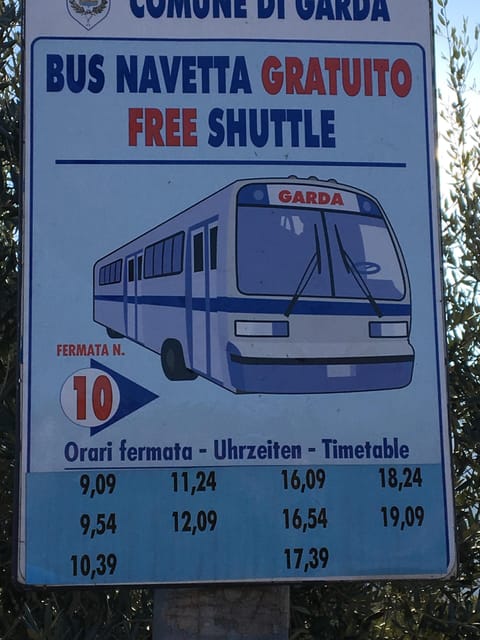 COMUNE DI GARDA
BUS NAVETTA GRATUITO
FREE SHUTTLE
GARDA
FERMATA N.
10
Orari fermata - Uhrzeiten - Timetable
9,09 11,24 16,09 18,24
9,54 12,09 16,54 19,09
10,39 17,39